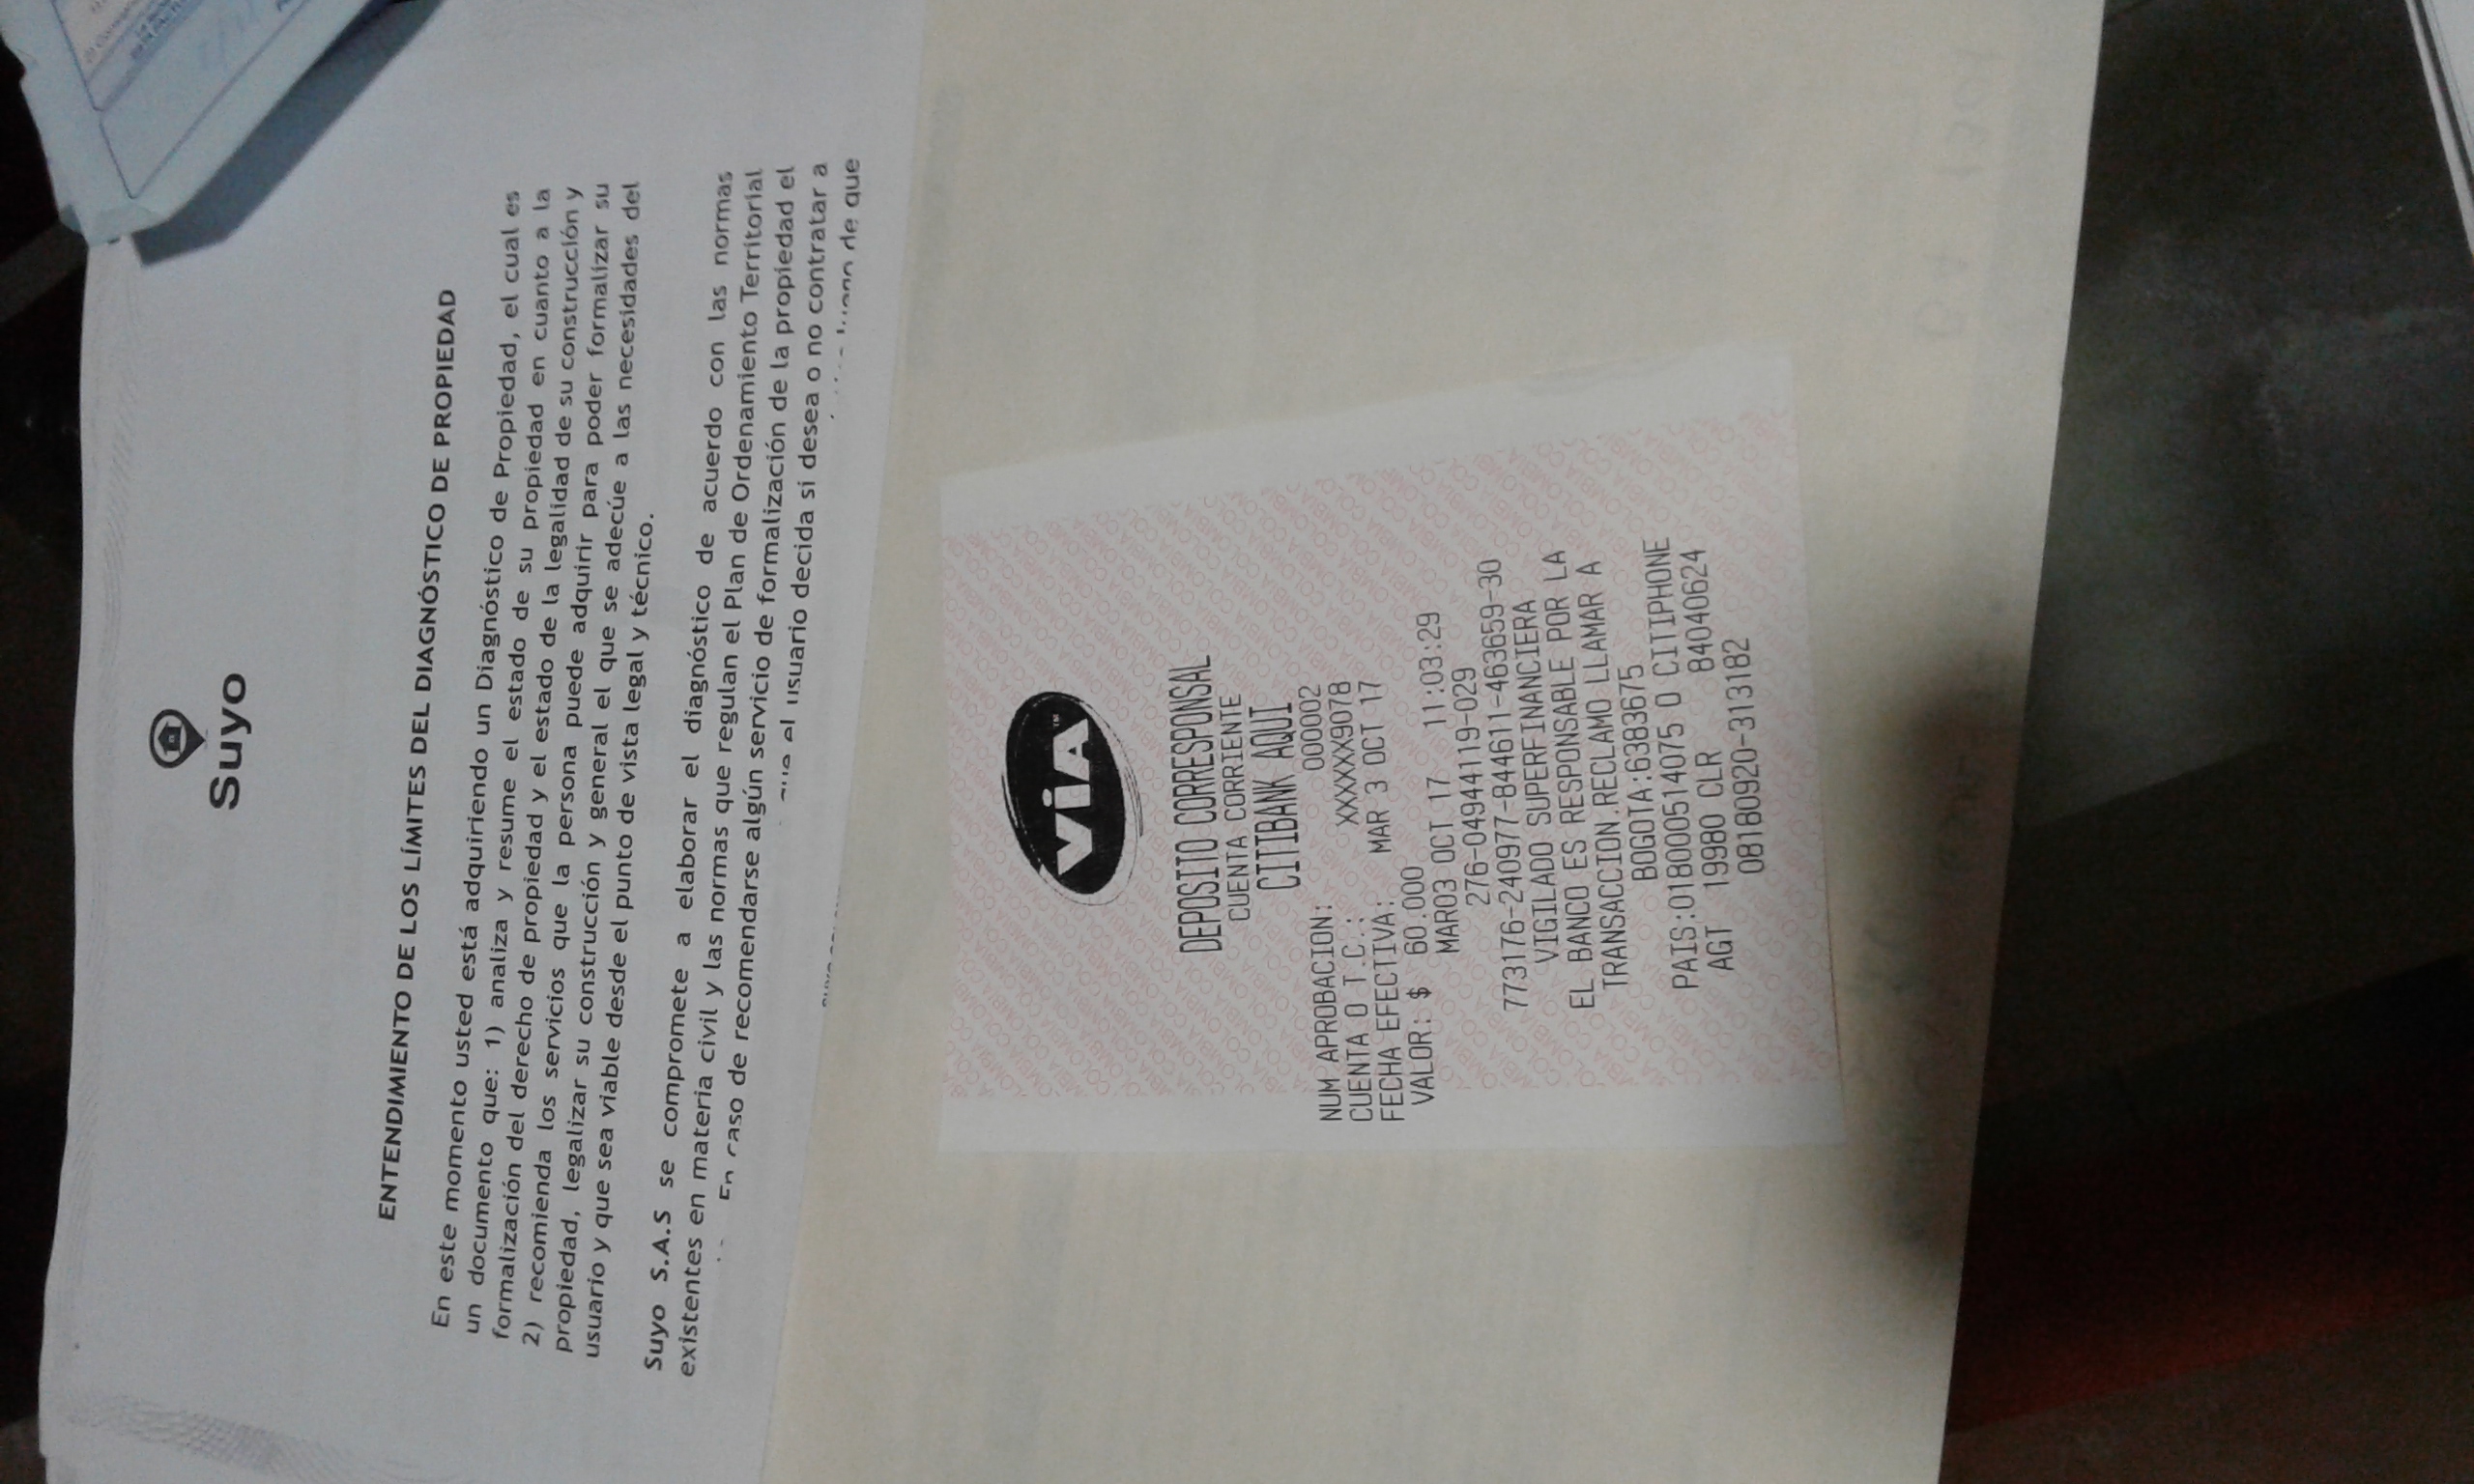 Suyo
ENTENDIMIENTO DE LOS LÍMITES DEL DIAGNÓSTICO DE PROPIEDAD
En este momento usted está adquiriendo un Diagnóstico de Propiedad, el cual es
un documento que: 1) analiza y resume el estado de su propiedad en cuanto a la
formalización del derecho de propiedad y el estado de la legalidad de su construcción y
2) recomienda los servicios que la persona puede adquirir para poder formalizar su
propiedad, legalizar su construcción y general el que se adecúe a las necesidades del
usuario y que sea viable desde el punto de vista legal y técnico.
Suyo S.A.S se compromete a elaborar el diagnóstico de acuerdo con las normas
existentes en materia civil y las normas que regulan el Plan de Ordenamiento Territorial
En caso de recomendarse algún servicio de formalización de la propiedad el
que el usuario decida si desea o no contratar a
luego de que
VIA™
DEPOSITO CORRESPONSAL
CUENTA CORRIENTE
CITIBANK AQUI
NUM APROBACION: 000002
CUENTA O T.C.: XXXXXX9078
FECHA EFECTIVA: MAR 3 OCT 17
VALOR: $ 60.000
MAR03 OCT 17 11:03:29
276-04944119-029
773176-240977-844611-463659-30
VIGILADO SUPERFINANCIERA
EL BANCO ES RESPONSABLE POR LA
TRANSACCION.RECLAMO LLAMAR A
BOGOTA:6383675
PAIS:018000514075 O CITIPHONE
AGT 19980 CLR 84040624
08180920-313182